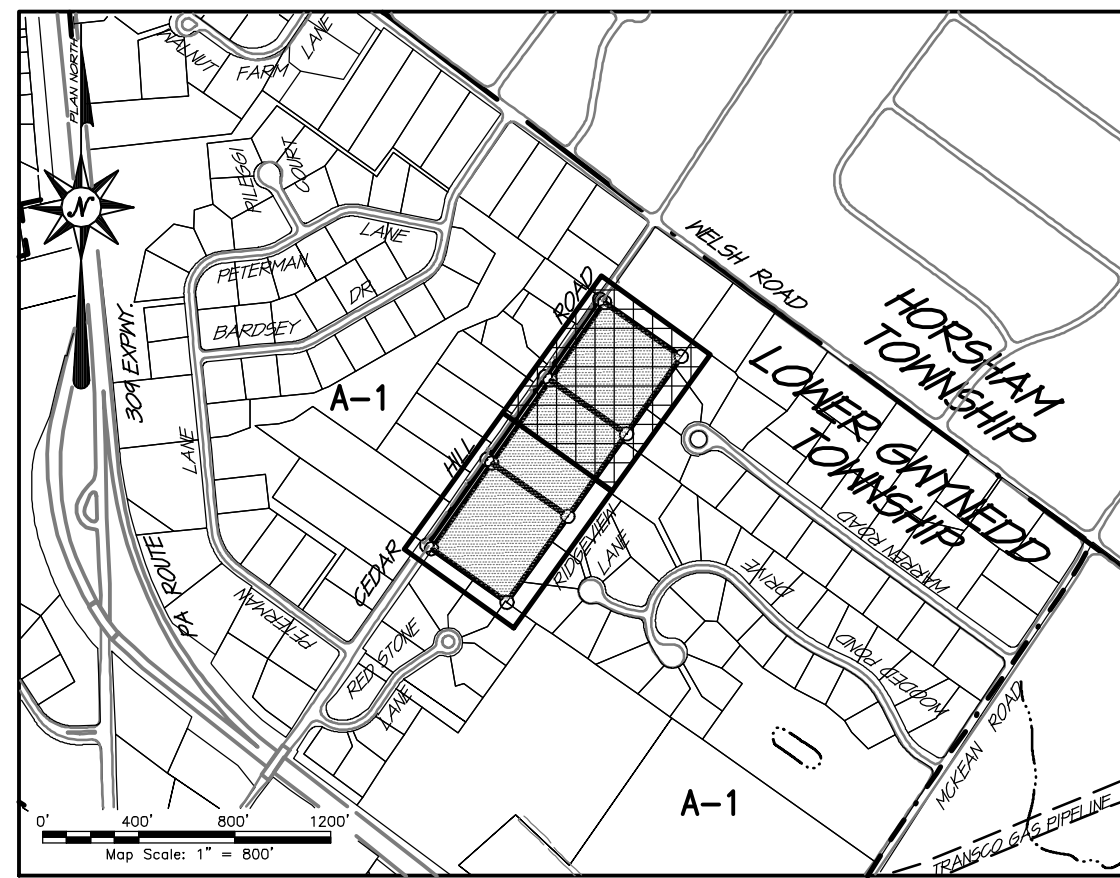 PLAN NORTH
N
WALNUT
FARM
LANE
PILEGGI
COURT
PETERMAN
LANE
BARDSEY
DR.
309 EXPWY.
PA ROUTE
A-1
LANE
PETERMAN
CEDAR
HILL
ROAD
WELSH ROAD
HORSHAM
TOWNSHIP
LOWER GWYNEDD
TOWNSHIP
WARREN ROAD
RIDGEVIEW
LANE
DRIVE
WOODED POND
RED STONE
LANE
MCKEAN ROAD
A-1
TRANSCO GAS PIPELINE
0' 400' 800' 1200'
Map Scale: 1" = 800'